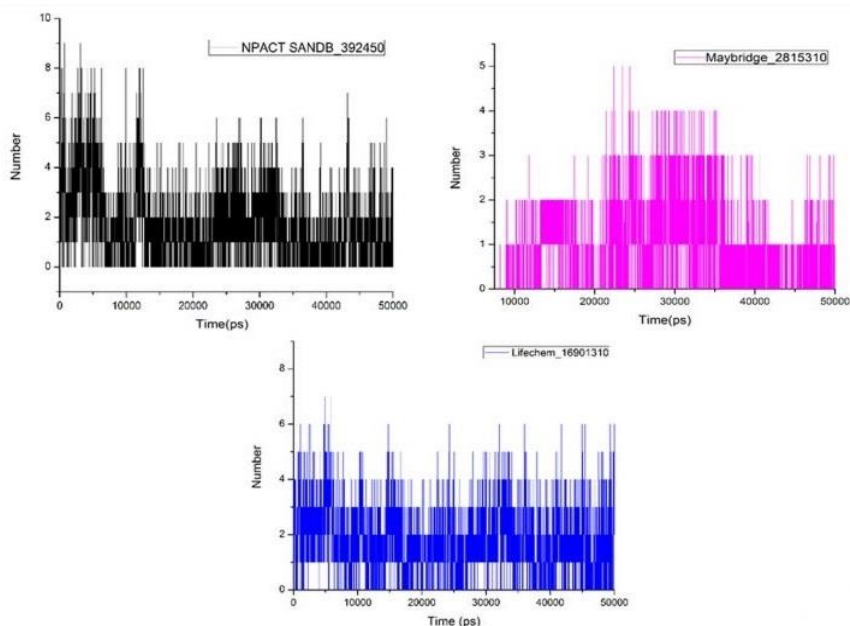 NPACT SANDB_392450
10
8
6
4
2
0
Number
0 10000 20000 30000 40000 50000
Time(ps)
Maybridge_2815310
5
4
3
2
1
0
Number
10000 20000 30000 40000 50000
Time(ps)
Lifechem_16901310
8
6
4
2
0
Number
0 10000 20000 30000 40000 50000
Time (ps)